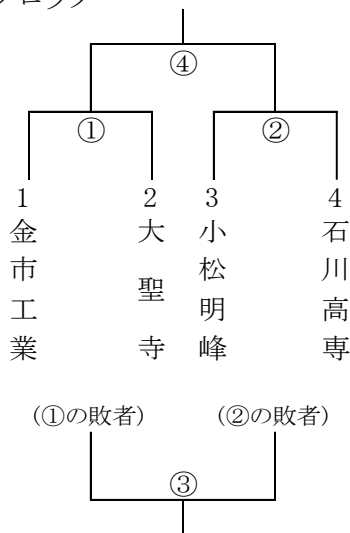 ブロック
④
① ②
1 2 3 4
金市工業
大聖寺
小松明峰
石川高専
(①の敗者) (②の敗者)
③